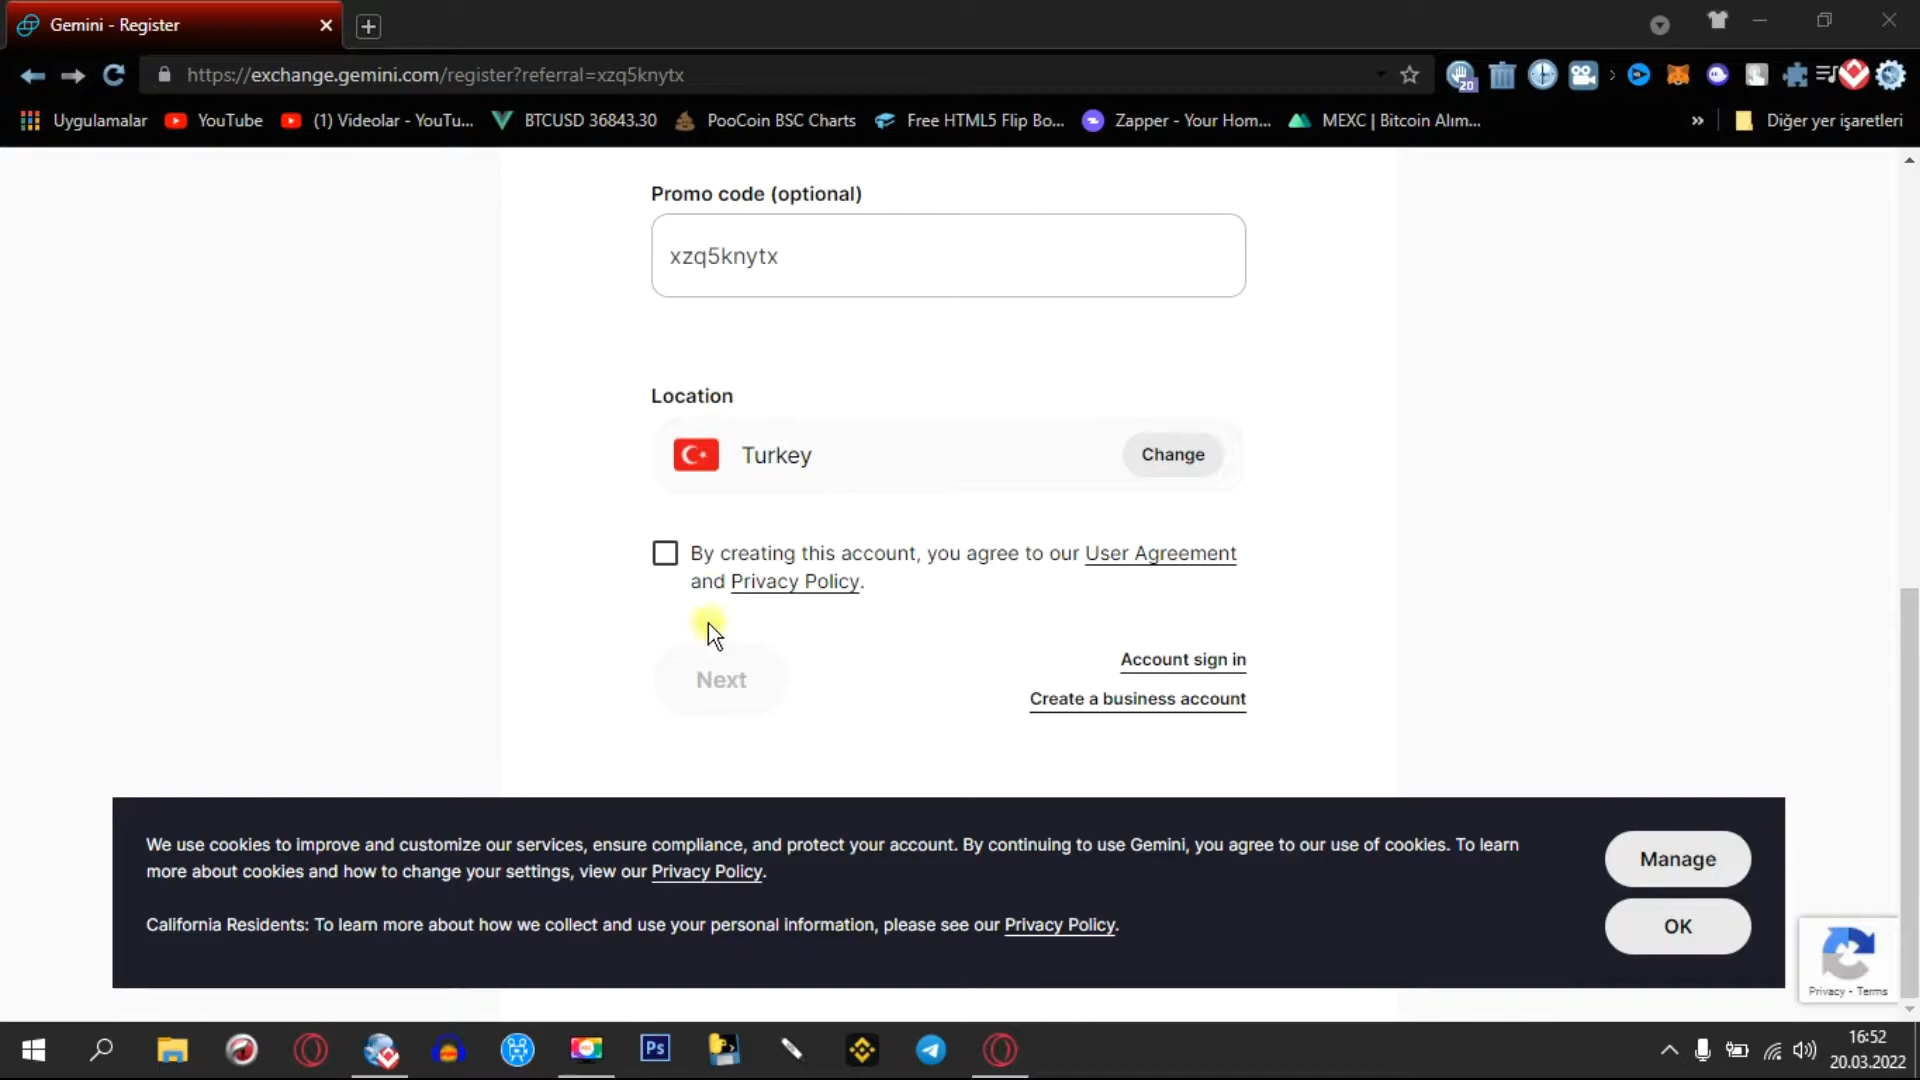 Gemini - Register
https://exchange.gemini.com/register?referral=xzq5knytx
20
Uygulamalar
YouTube
(1) Videolar - YouTu...
BTCUSD 36843.30
PooCoin BSC Charts
Free HTML5 Flip Bo...
Zapper - Your Hom...
MEXC | Bitcoin Alım...
»
Diğer yer işaretleri
Promo code (optional)
xzq5knytx
Location
Turkey
Change
By creating this account, you agree to our User Agreement
and Privacy Policy.
Next
Account sign in
Create a business account
We use cookies to improve and customize our services, ensure compliance, and protect your account. By continuing to use Gemini, you agree to our use of cookies. To learn
more about cookies and how to change your settings, view our Privacy Policy.
Manage
California Residents: To learn more about how we collect and use your personal information, please see our Privacy Policy.
OK
Privacy - Terms
Ps
16:52
20.03.2022